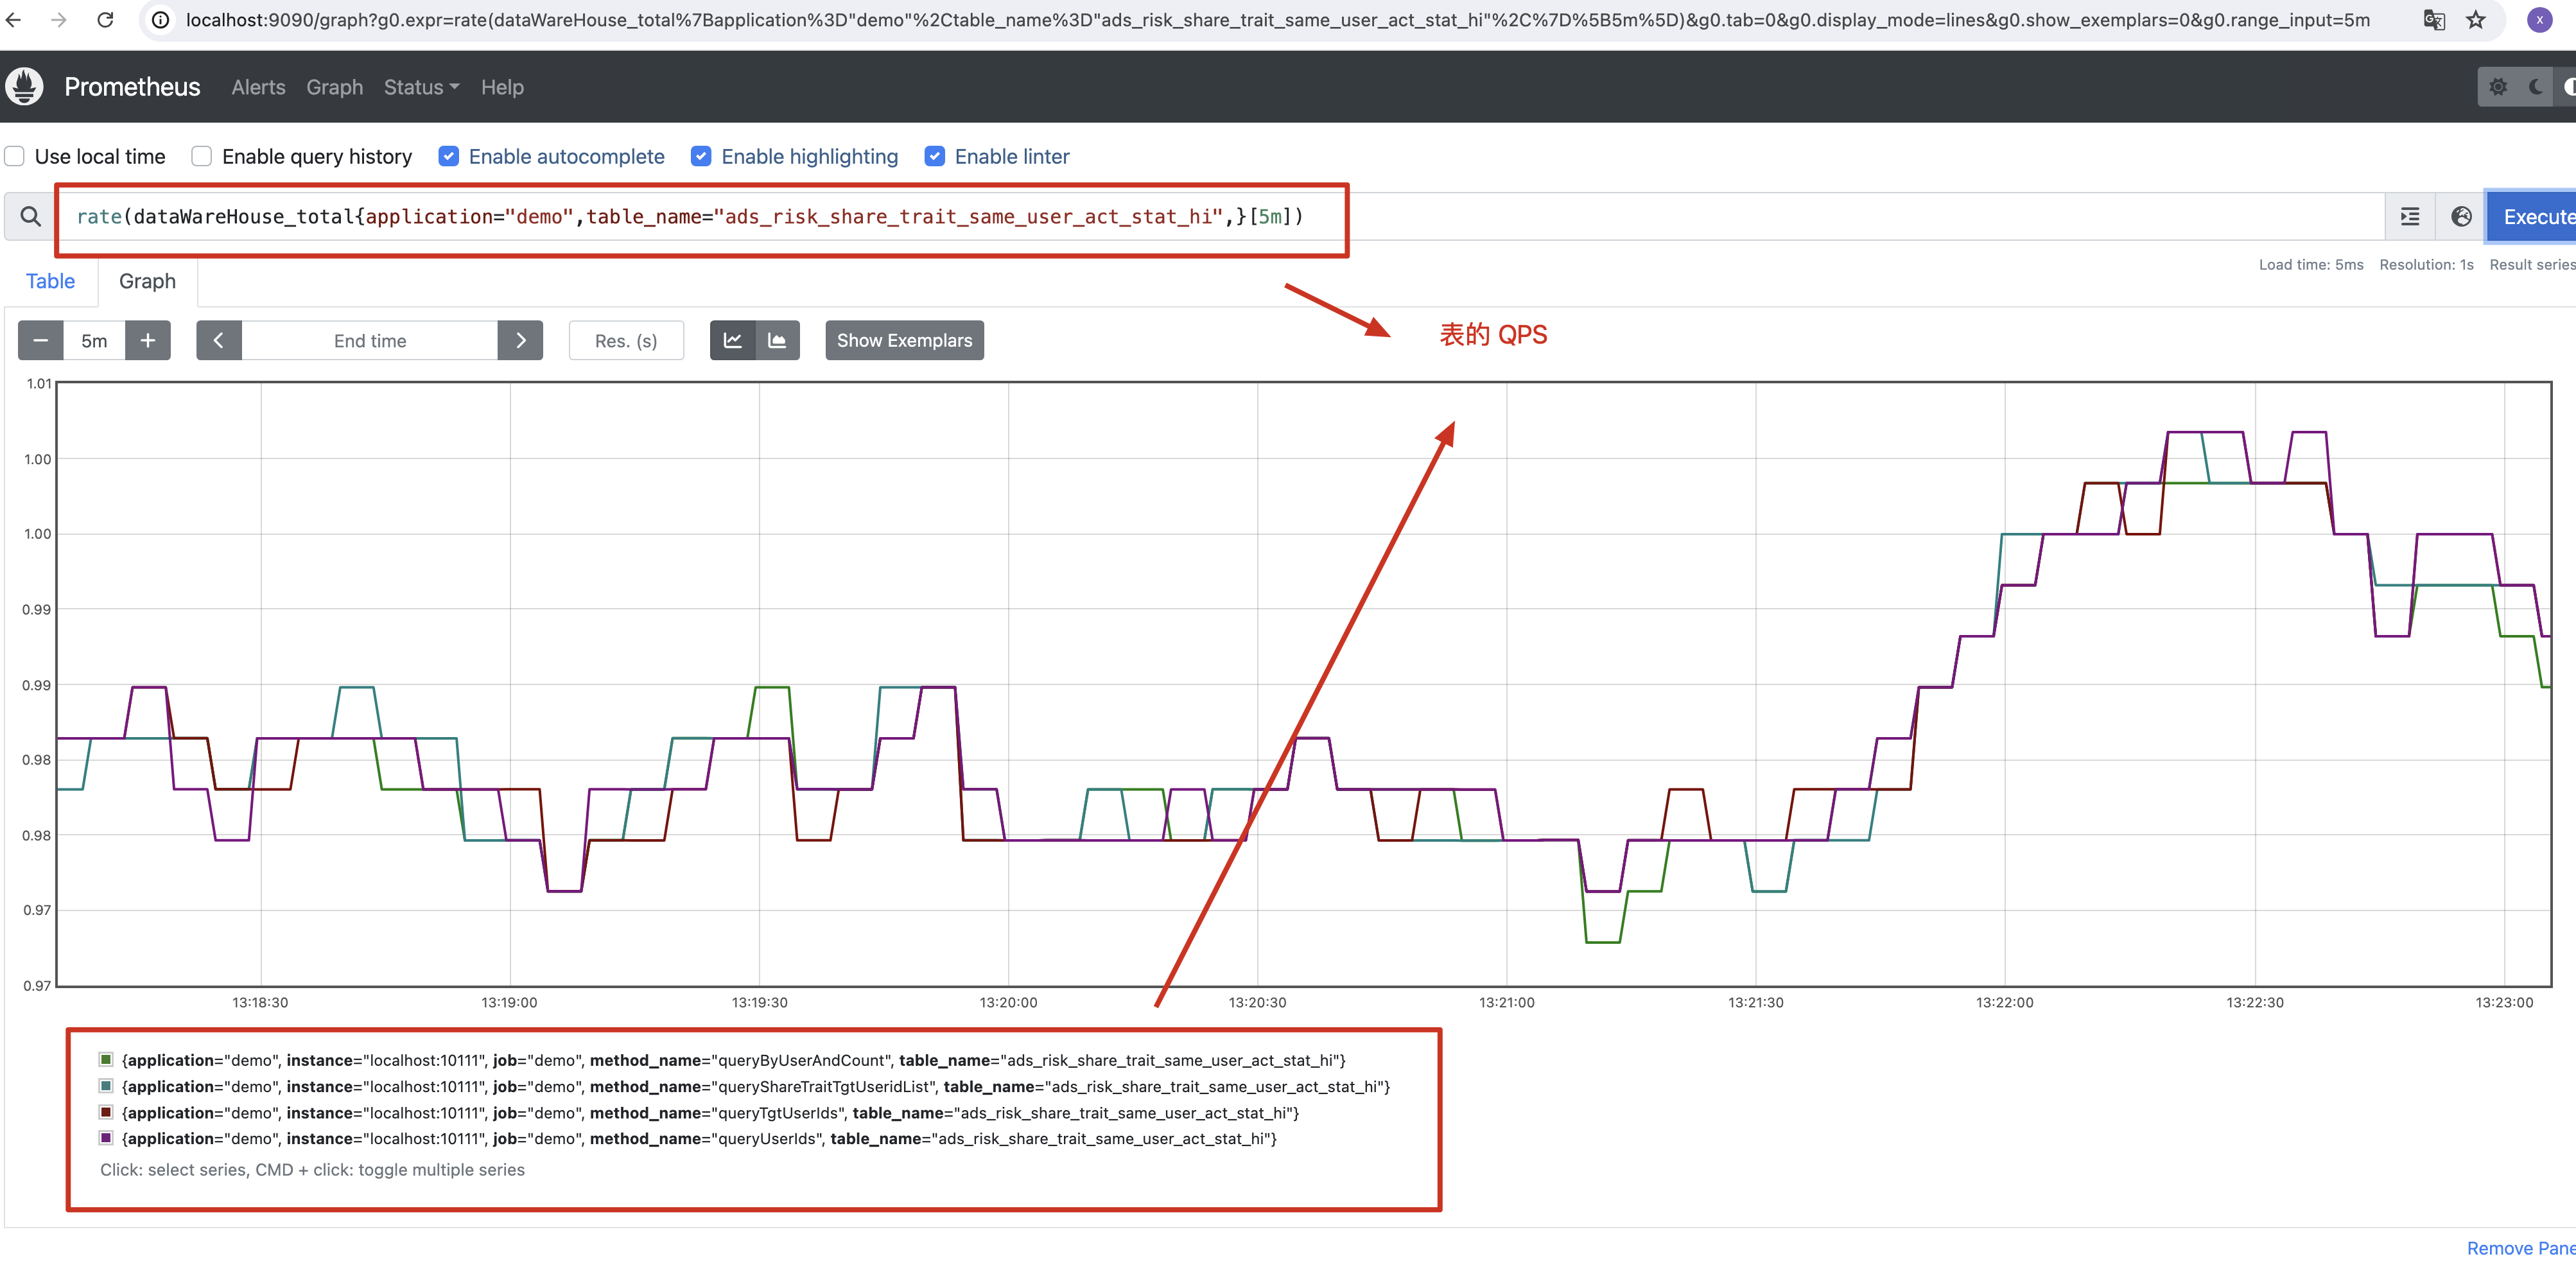 localhost:9090/graph?g0.expr=rate(dataWareHouse_total%7Bapplication%3D"demo"%2Ctable_name%3D"ads_risk_share_trait_same_user_act_stat_hi"%2C%7D%5B5m%5D)&g0.tab=0&g0.display_mode=lines&g0.show_exemplars=0&g0.range_input=5m
X
Prometheus Alerts Graph Status Help
Use local time Enable query history Enable autocomplete Enable highlighting Enable linter
rate(dataWareHouse_total{application="demo",table_name="ads_risk_share_trait_same_user_act_stat_hi",}[5m])
Execute
Load time: 5ms Resolution: 1s Result series
Table Graph
表的 QPS
− 5m + End time Res. (s) Show Exemplars
1.01
1.00
1.00
0.99
0.99
0.98
0.98
0.97
0.97
13:18:30 13:19:00 13:19:30 13:20:00 13:20:30 13:21:00 13:21:30 13:22:00 13:22:30 13:23:00
{application="demo", instance="localhost:10111", job="demo", method_name="queryByUserAndCount", table_name="ads_risk_share_trait_same_user_act_stat_hi"}
{application="demo", instance="localhost:10111", job="demo", method_name="queryShareTraitTgtUseridList", table_name="ads_risk_share_trait_same_user_act_stat_hi"}
{application="demo", instance="localhost:10111", job="demo", method_name="queryTgtUserIds", table_name="ads_risk_share_trait_same_user_act_stat_hi"}
{application="demo", instance="localhost:10111", job="demo", method_name="queryUserIds", table_name="ads_risk_share_trait_same_user_act_stat_hi"}
Click: select series, CMD + click: toggle multiple series
Remove Pane